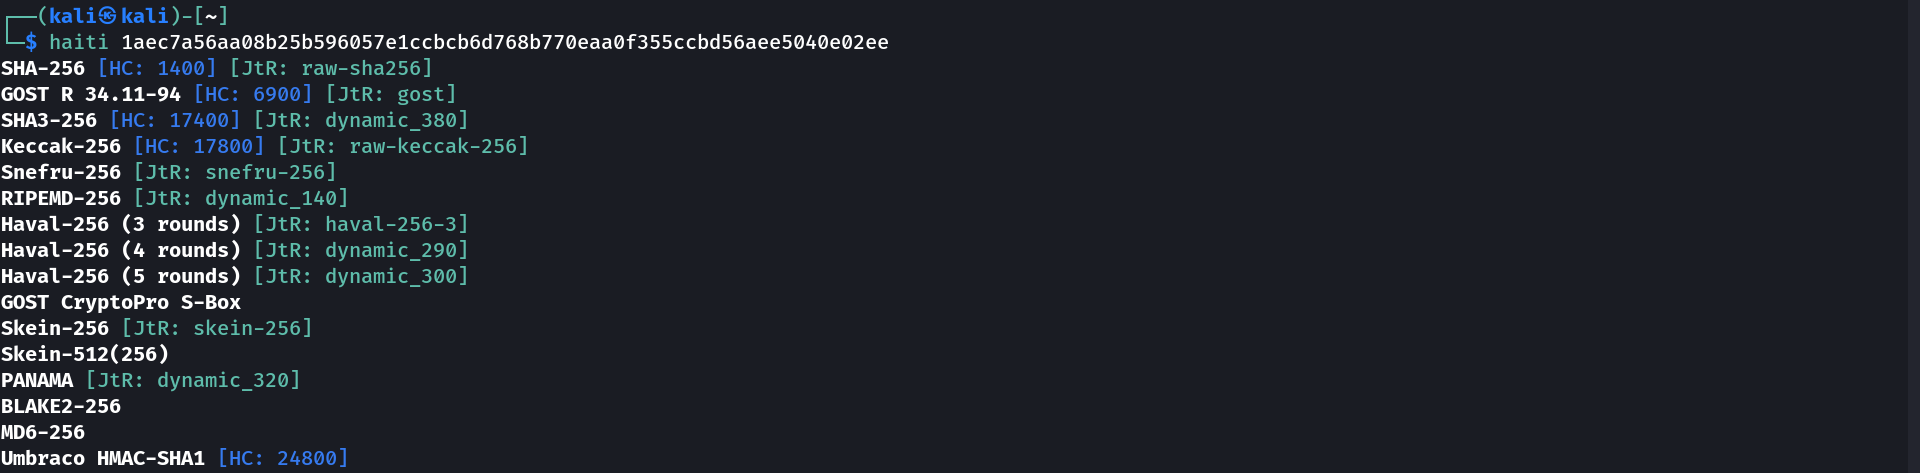 ┌──(kali㉿kali)-[~]
└─$ haiti 1aec7a56aa08b25b596057e1ccbcb6d768b770eaa0f355ccbd56aee5040e02ee
SHA-256 [HC: 1400] [JtR: raw-sha256]
GOST R 34.11-94 [HC: 6900] [JtR: gost]
SHA3-256 [HC: 17400] [JtR: dynamic_380]
Keccak-256 [HC: 17800] [JtR: raw-keccak-256]
Snefru-256 [JtR: snefru-256]
RIPEMD-256 [JtR: dynamic_140]
Haval-256 (3 rounds) [JtR: haval-256-3]
Haval-256 (4 rounds) [JtR: dynamic_290]
Haval-256 (5 rounds) [JtR: dynamic_300]
GOST CryptoPro S-Box
Skein-256 [JtR: skein-256]
Skein-512(256)
PANAMA [JtR: dynamic_320]
BLAKE2-256
MD6-256
Umbraco HMAC-SHA1 [HC: 24800]